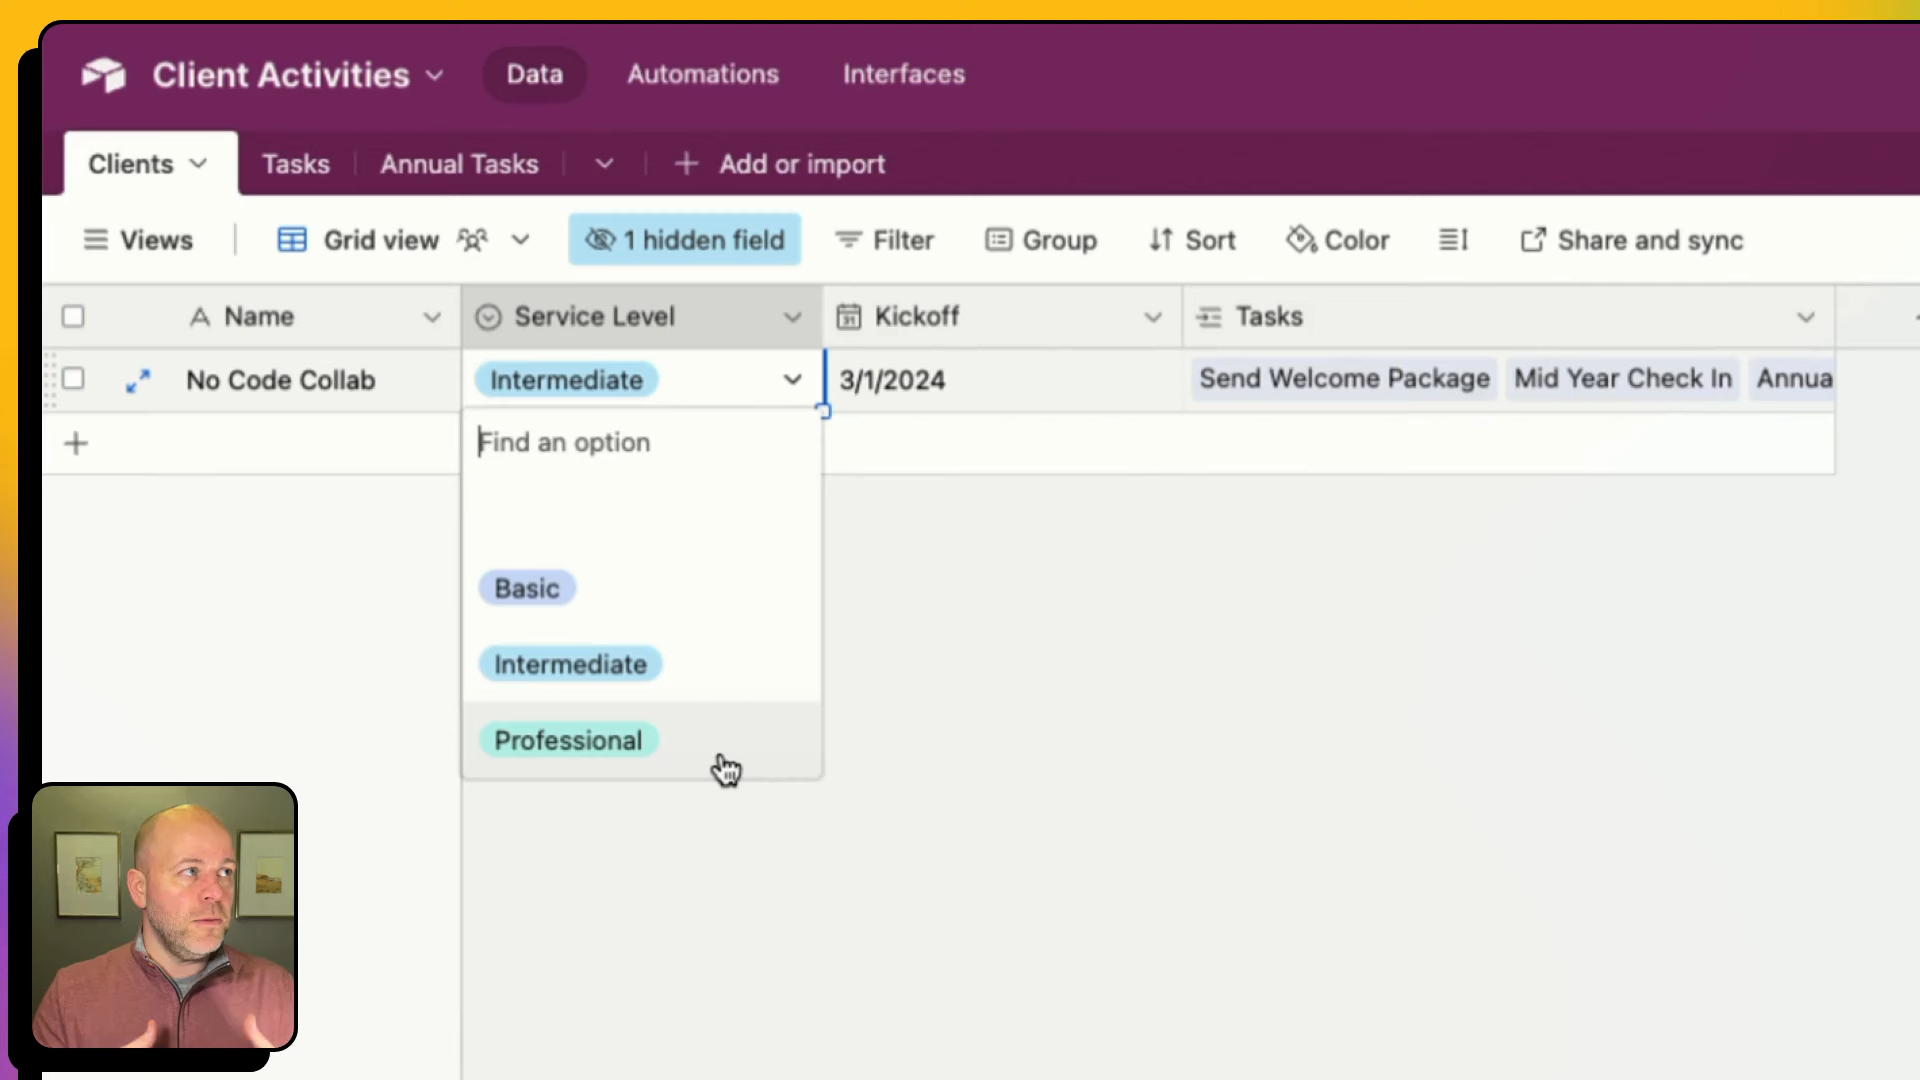 Client Activities Data Automations Interfaces
Clients Tasks Annual Tasks Add or import
Views Grid view 1 hidden field Filter Group Sort Color Share and sync
Name Service Level Kickoff Tasks
No Code Collab Intermediate 3/1/2024 Send Welcome Package Mid Year Check In Annua
Find an option
Basic
Intermediate
Professional